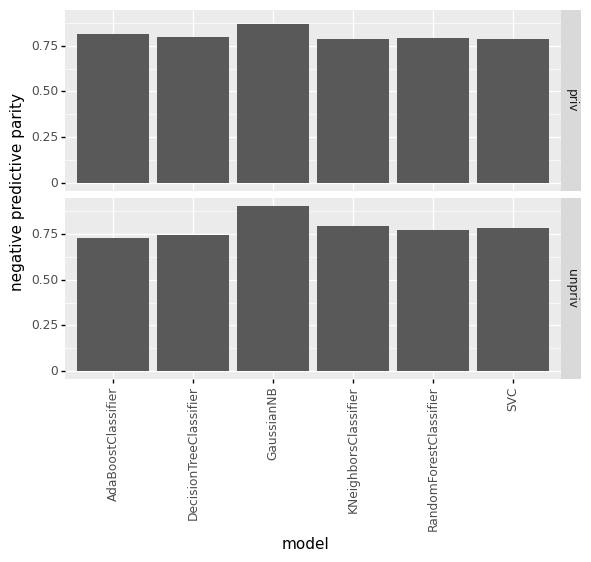 negative predictive parity
0.75
0.50
0.25
0
priv
0.75
0.50
0.25
0
unpriv
AdaBoostClassifier
DecisionTreeClassifier
GaussianNB
KNeighborsClassifier
RandomForestClassifier
SVC
model